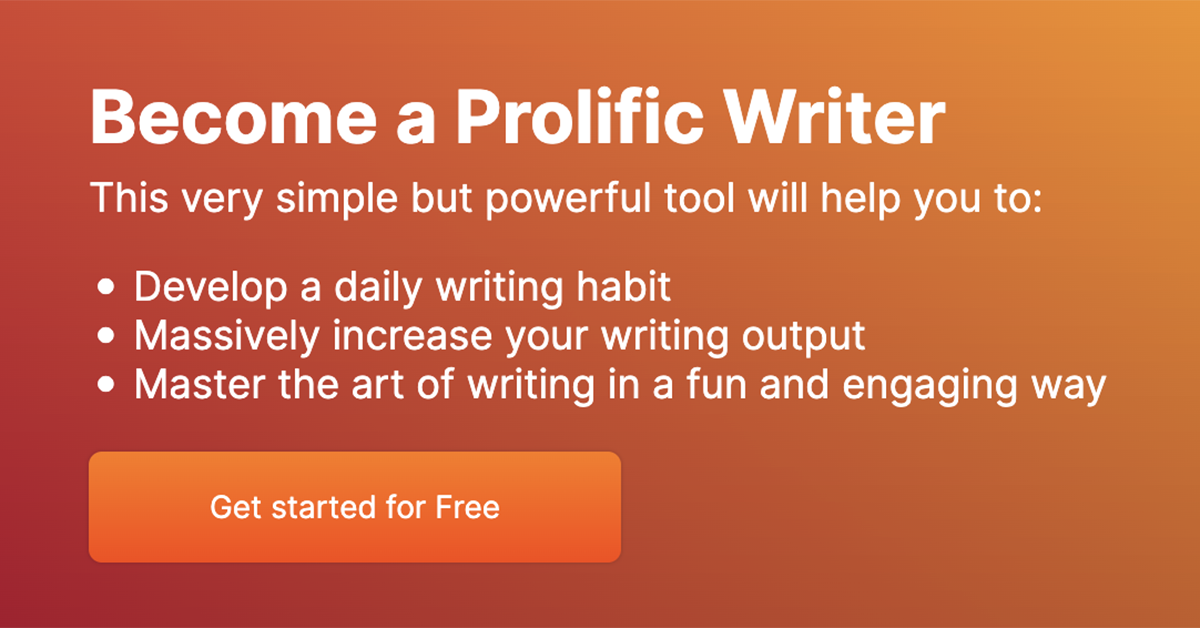 Become a Prolific Writer
This very simple but powerful tool will help you to:
• Develop a daily writing habit
• Massively increase your writing output
• Master the art of writing in a fun and engaging way
Get started for Free